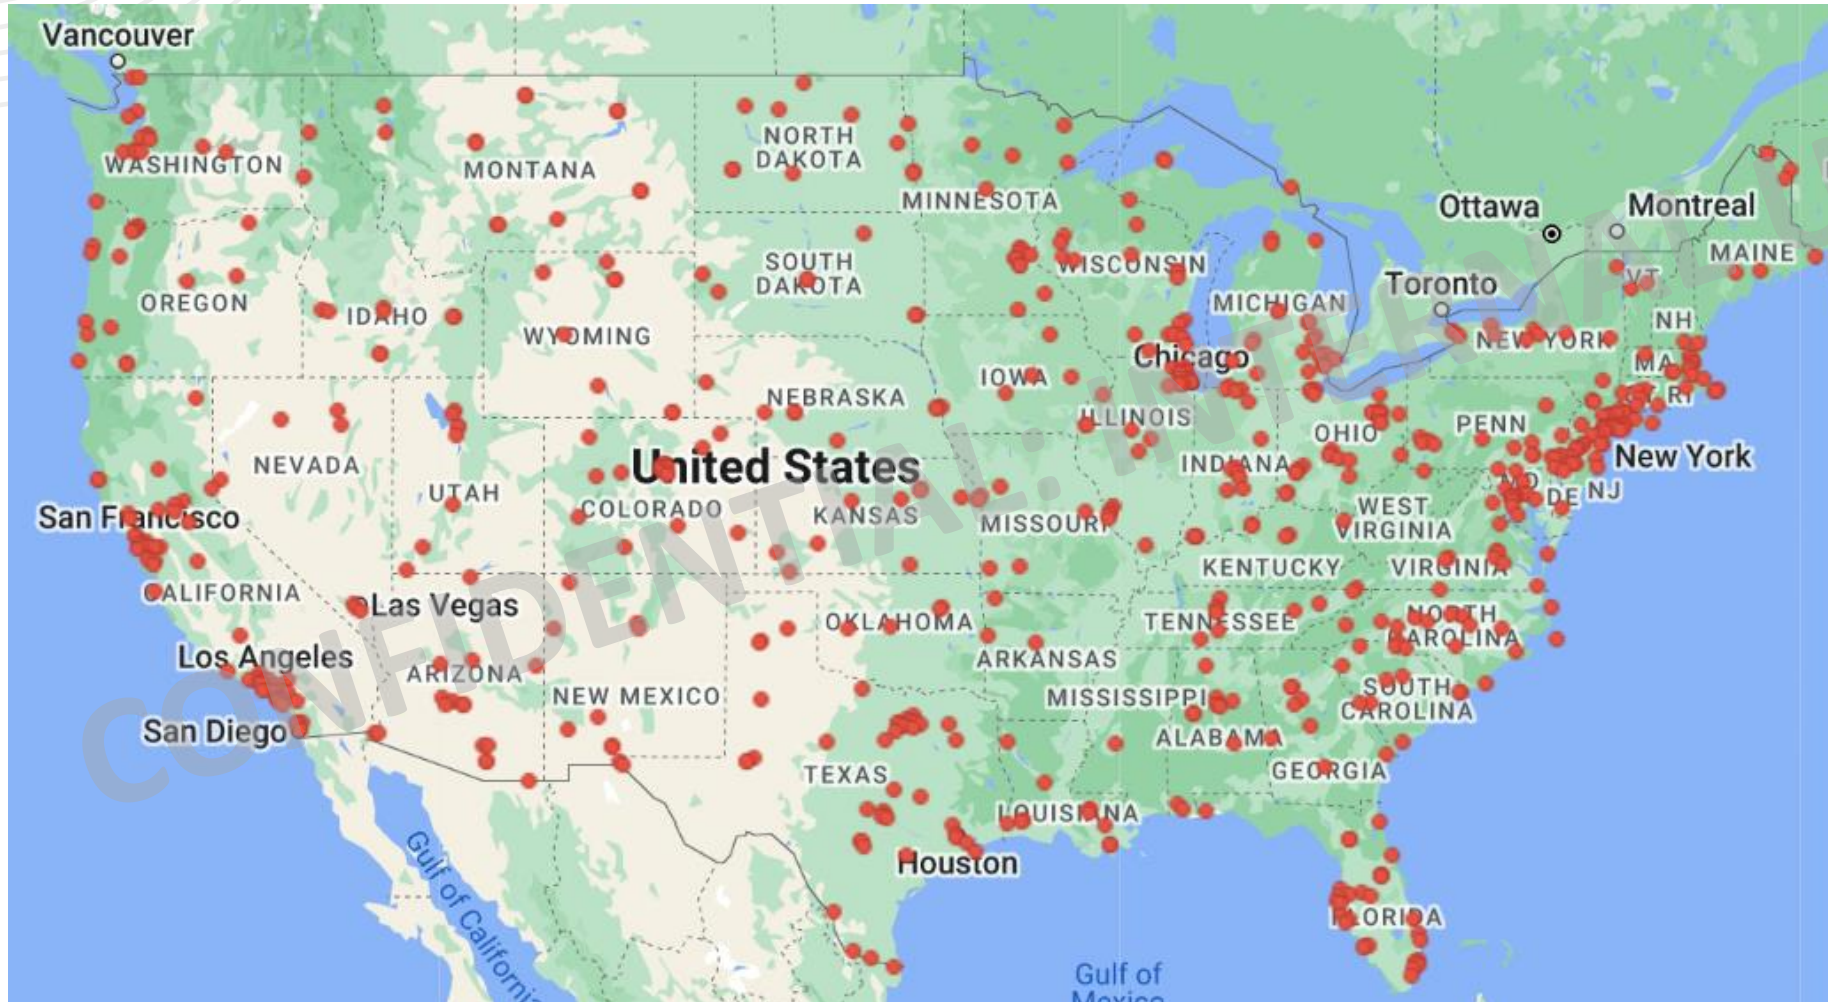 Vancouver
WASHINGTON
MONTANA
NORTH
DAKOTA
MINNESOTA
Ottawa
Montreal
MAINE
OREGON
IDAHO
WYOMING
SOUTH
DAKOTA
WISCONSIN
MICHIGAN
Toronto
VT
NEW YORK
NH
MA
RI
Chicago
IOWA
NEBRASKA
ILLINOIS
INDIANA
OHIO
PENN
New York
NEVADA
UTAH
United States
COLORADO
KANSAS
MISSOURI
WEST
VIRGINIA
MD
DE
NJ
San Francisco
CALIFORNIA
Las Vegas
KENTUCKY
VIRGINIA
OKLAHOMA
TENNESSEE
NORTH
CAROLINA
Los Angeles
ARIZONA
NEW MEXICO
ARKANSAS
MISSISSIPPI
SOUTH
CAROLINA
San Diego
ALABAMA
TEXAS
GEORGIA
LOUISIANA
Houston
FLORIDA
Gulf of California
Gulf of
Mexico
CONFIDENTIAL: INTERNAL